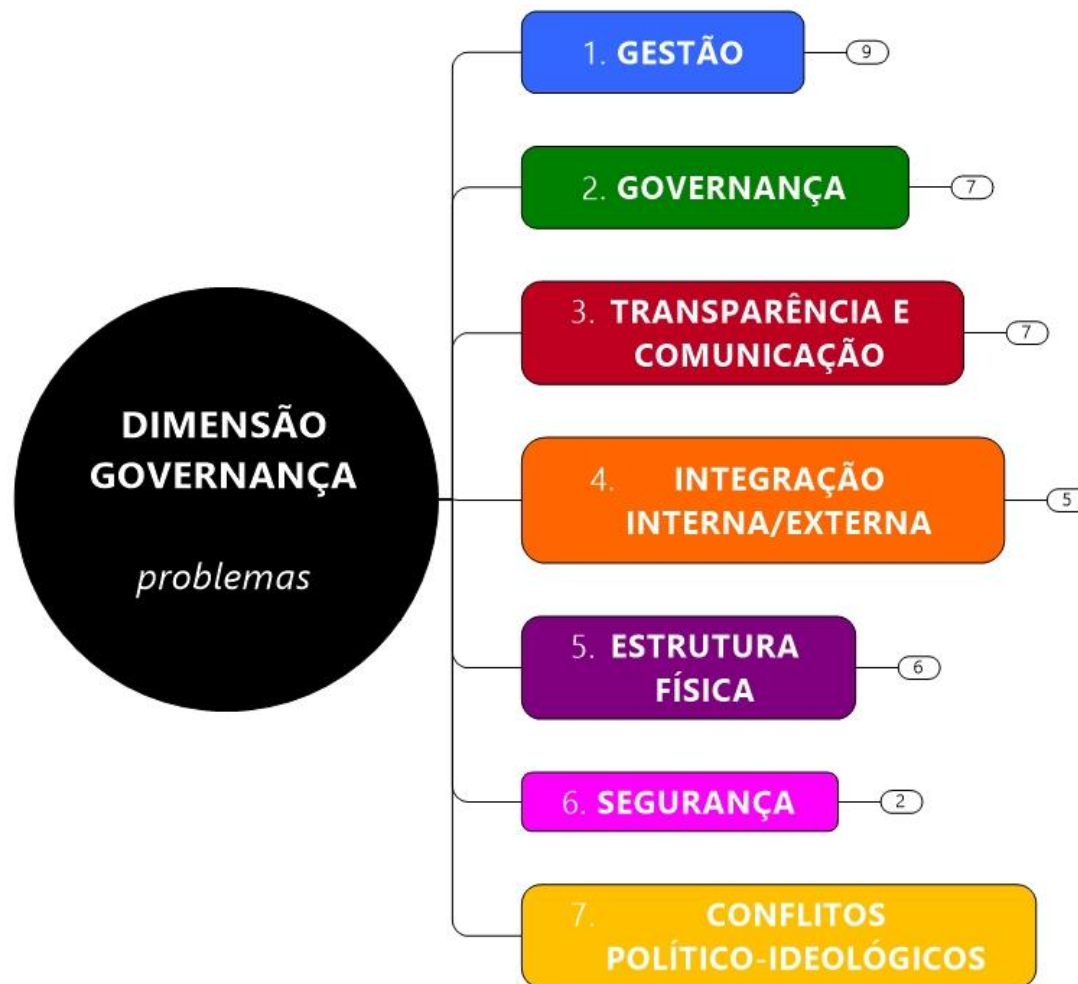 DIMENSÃO
GOVERNANÇA
problemas
1. GESTÃO
9
2. GOVERNANÇA
7
3. TRANSPARÊNCIA E
COMUNICAÇÃO
7
4. INTEGRAÇÃO
INTERNA/EXTERNA
5
5. ESTRUTURA
FÍSICA
6
6. SEGURANÇA
2
7. CONFLITOS
POLÍTICO-IDEOLÓGICOS